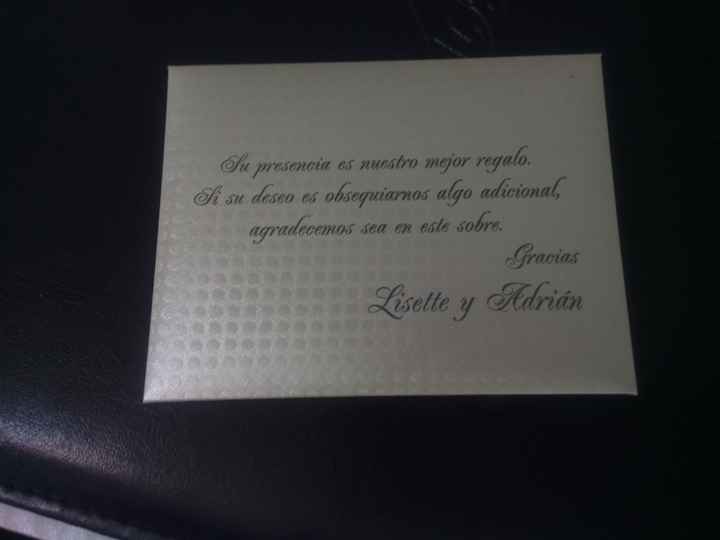 Su presencia es nuestro mejor regalo.
Si su deseo es obsequiarnos algo adicional,
agradecemos sea en este sobre.
Gracias
Lisette y Adrián